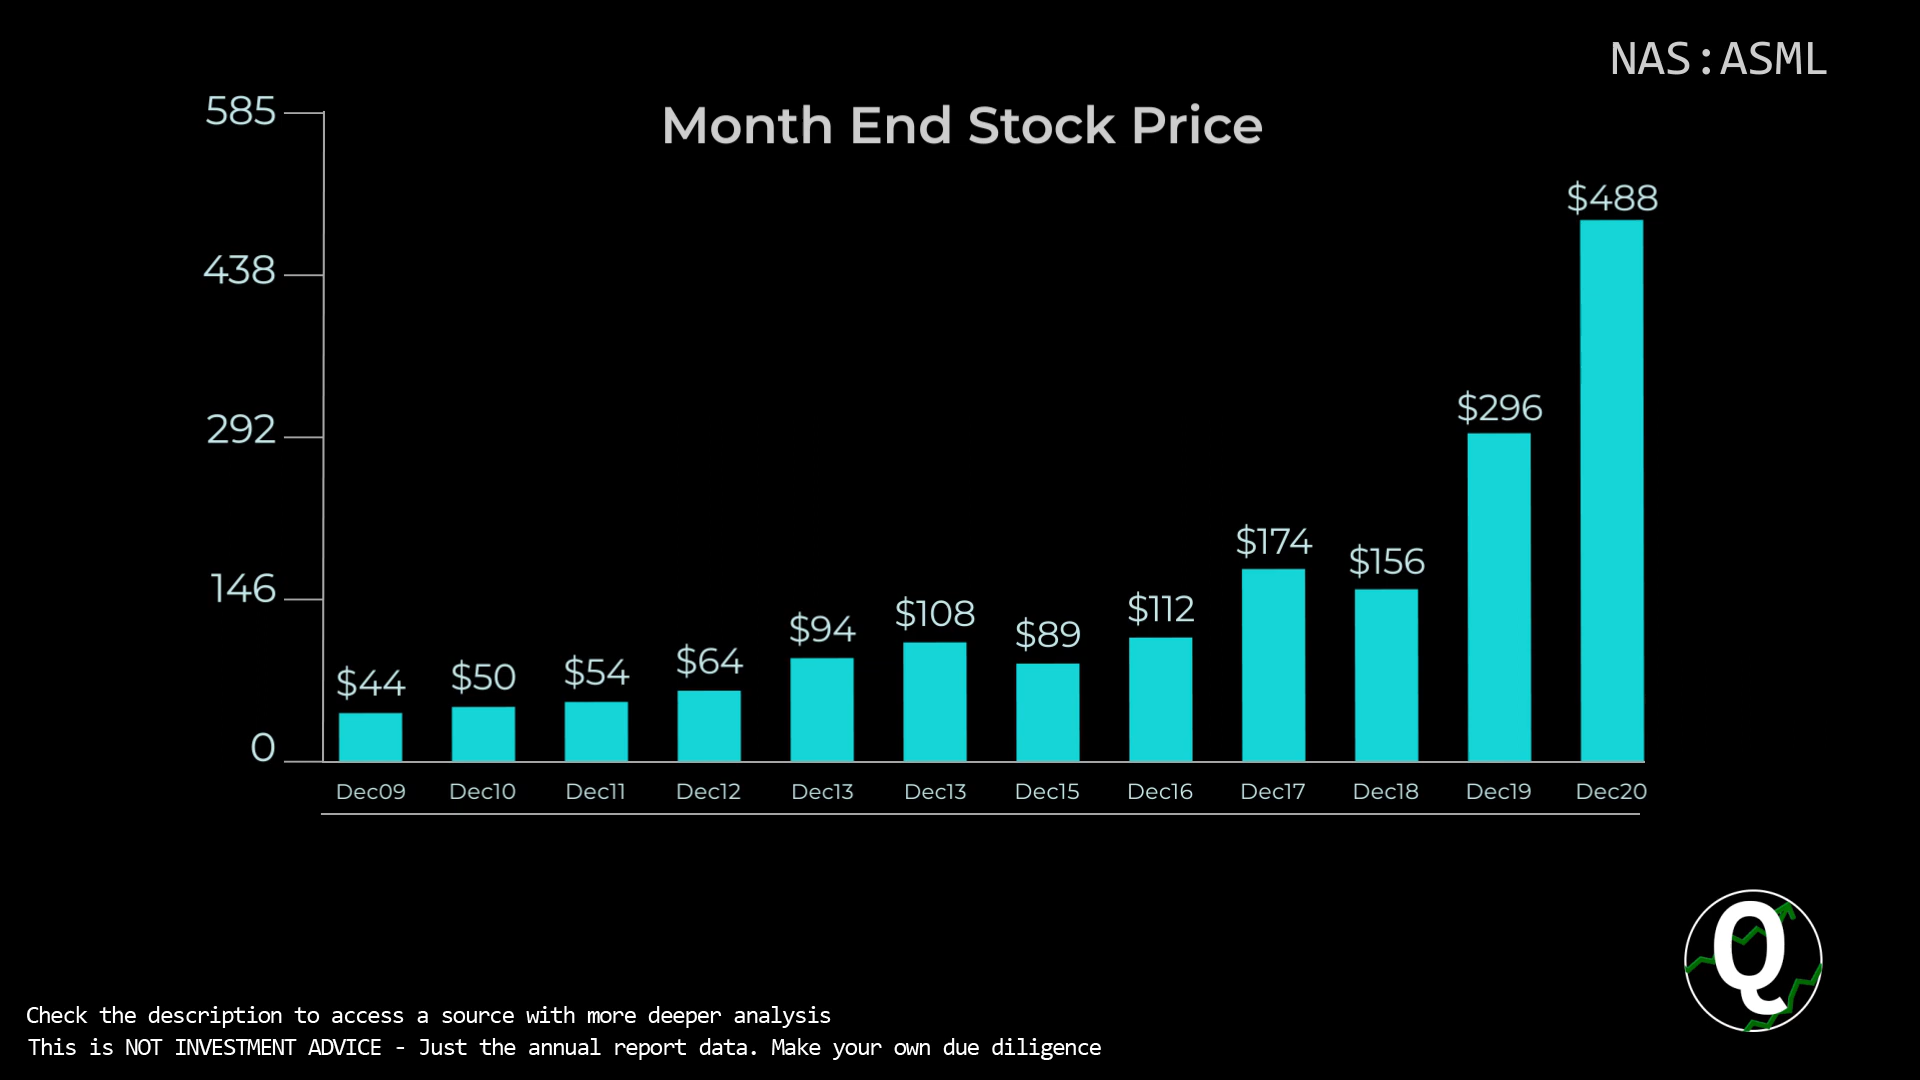 NAS:ASML
Month End Stock Price
585
438
292
146
0
$44
$50
$54
$64
$94
$108
$89
$112
$174
$156
$296
$488
Dec09
Dec10
Dec11
Dec12
Dec13
Dec13
Dec15
Dec16
Dec17
Dec18
Dec19
Dec20
Q
Check the description to access a source with more deeper analysis
This is NOT INVESTMENT ADVICE - Just the annual report data. Make your own due diligence